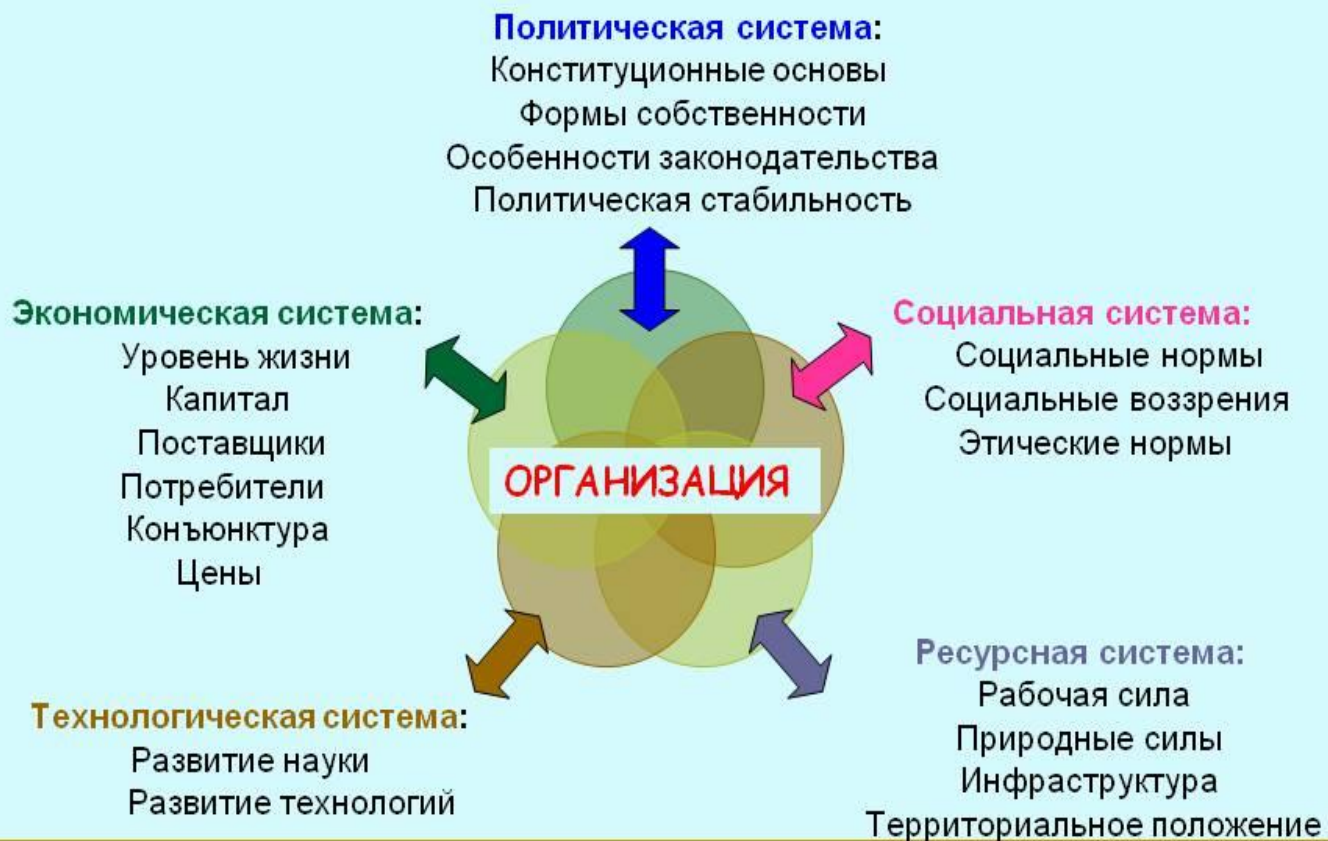 Политическая система:
Конституционные основы
Формы собственности
Особенности законодательства
Политическая стабильность
Экономическая система:
Уровень жизни
Капитал
Поставщики
Потребители
Конъюнктура
Цены
Социальная система:
Социальные нормы
Социальные воззрения
Этические нормы
ОРГАНИЗАЦИЯ
Технологическая система:
Развитие науки
Развитие технологий
Ресурсная система:
Рабочая сила
Природные силы
Инфраструктура
Территориальное положение